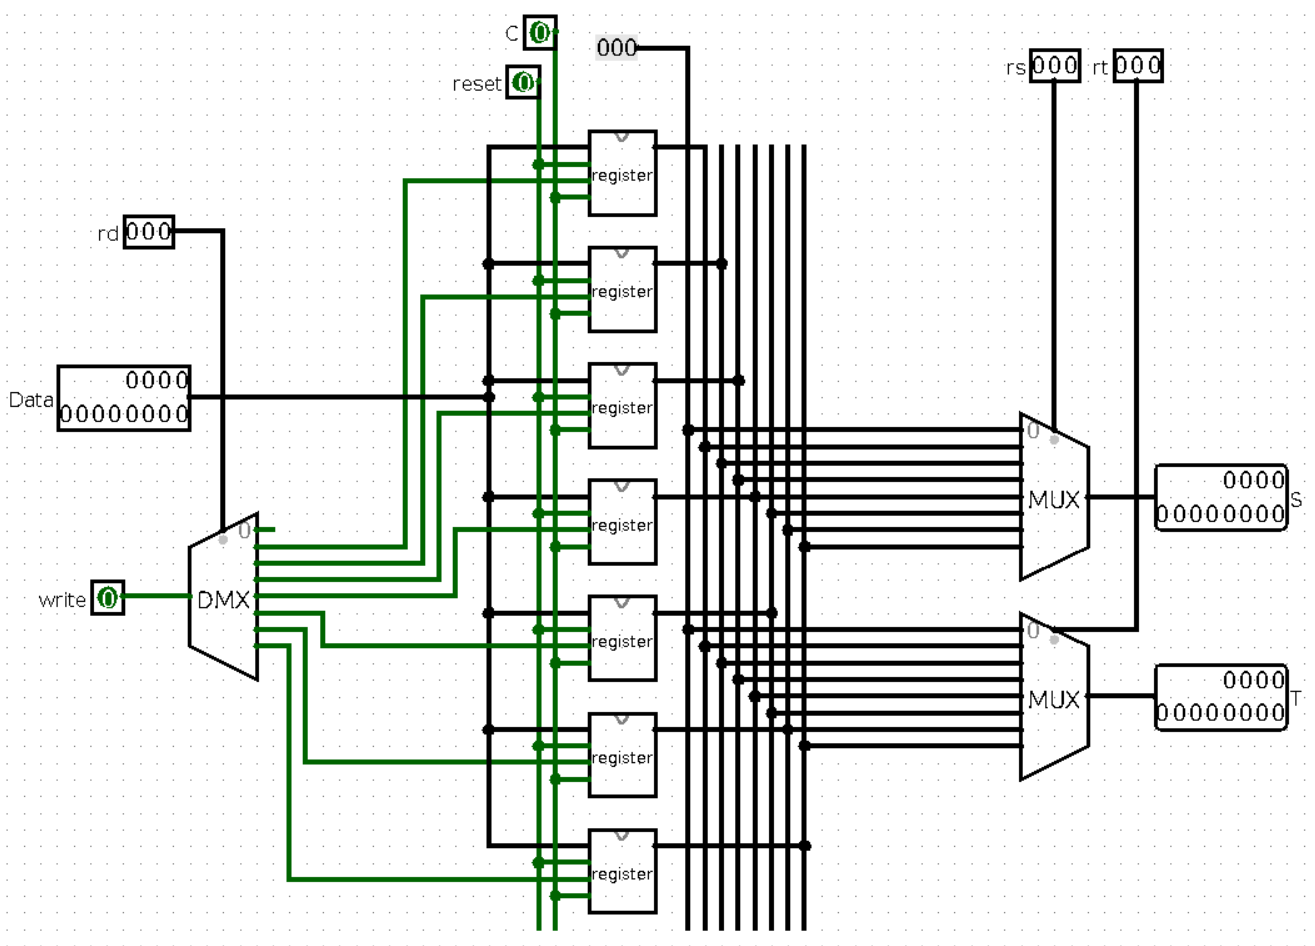 C 0
000
reset 0
rs 000
rt 000
register
rd 000
register
Data 0000
00000000
register
0
MUX
0000
00000000
S
register
0
DMX
write 0
register
0
MUX
0000
00000000
T
register
register